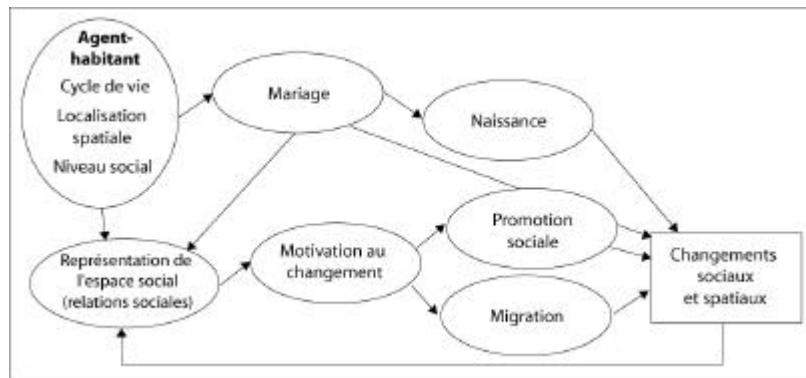 Agent-
habitant
Cycle de vie
Localisation
spatiale
Niveau social
Mariage
Naissance
Représentation de
l'espace social
(relations sociales)
Motivation au
changement
Promotion
sociale
Migration
Changements
sociaux
et spatiaux